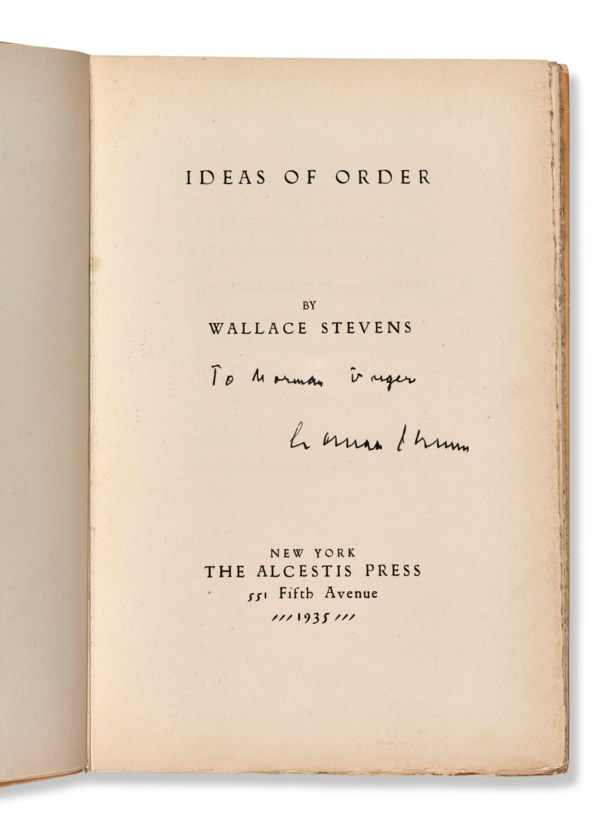 IDEAS OF ORDER
BY
WALLACE STEVENS
To Norman
NEW YORK
THE ALCESTIS PRESS
551 Fifth Avenue
///1935///